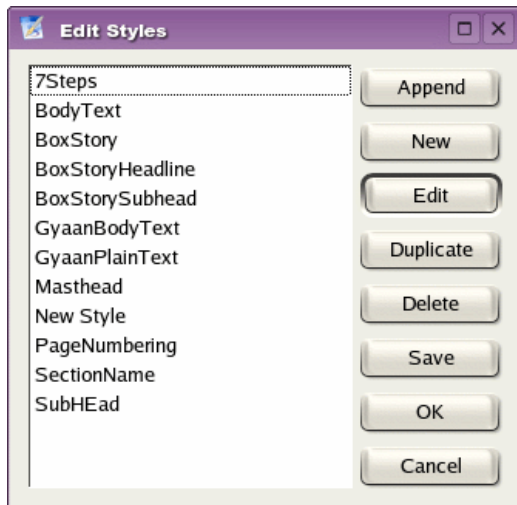 Edit Styles
7Steps
BodyText
BoxStory
BoxStoryHeadline
BoxStorySubhead
GyaanBodyText
GyaanPlainText
Masthead
New Style
PageNumbering
SectionName
SubHEad
Append
New
Edit
Duplicate
Delete
Save
OK
Cancel